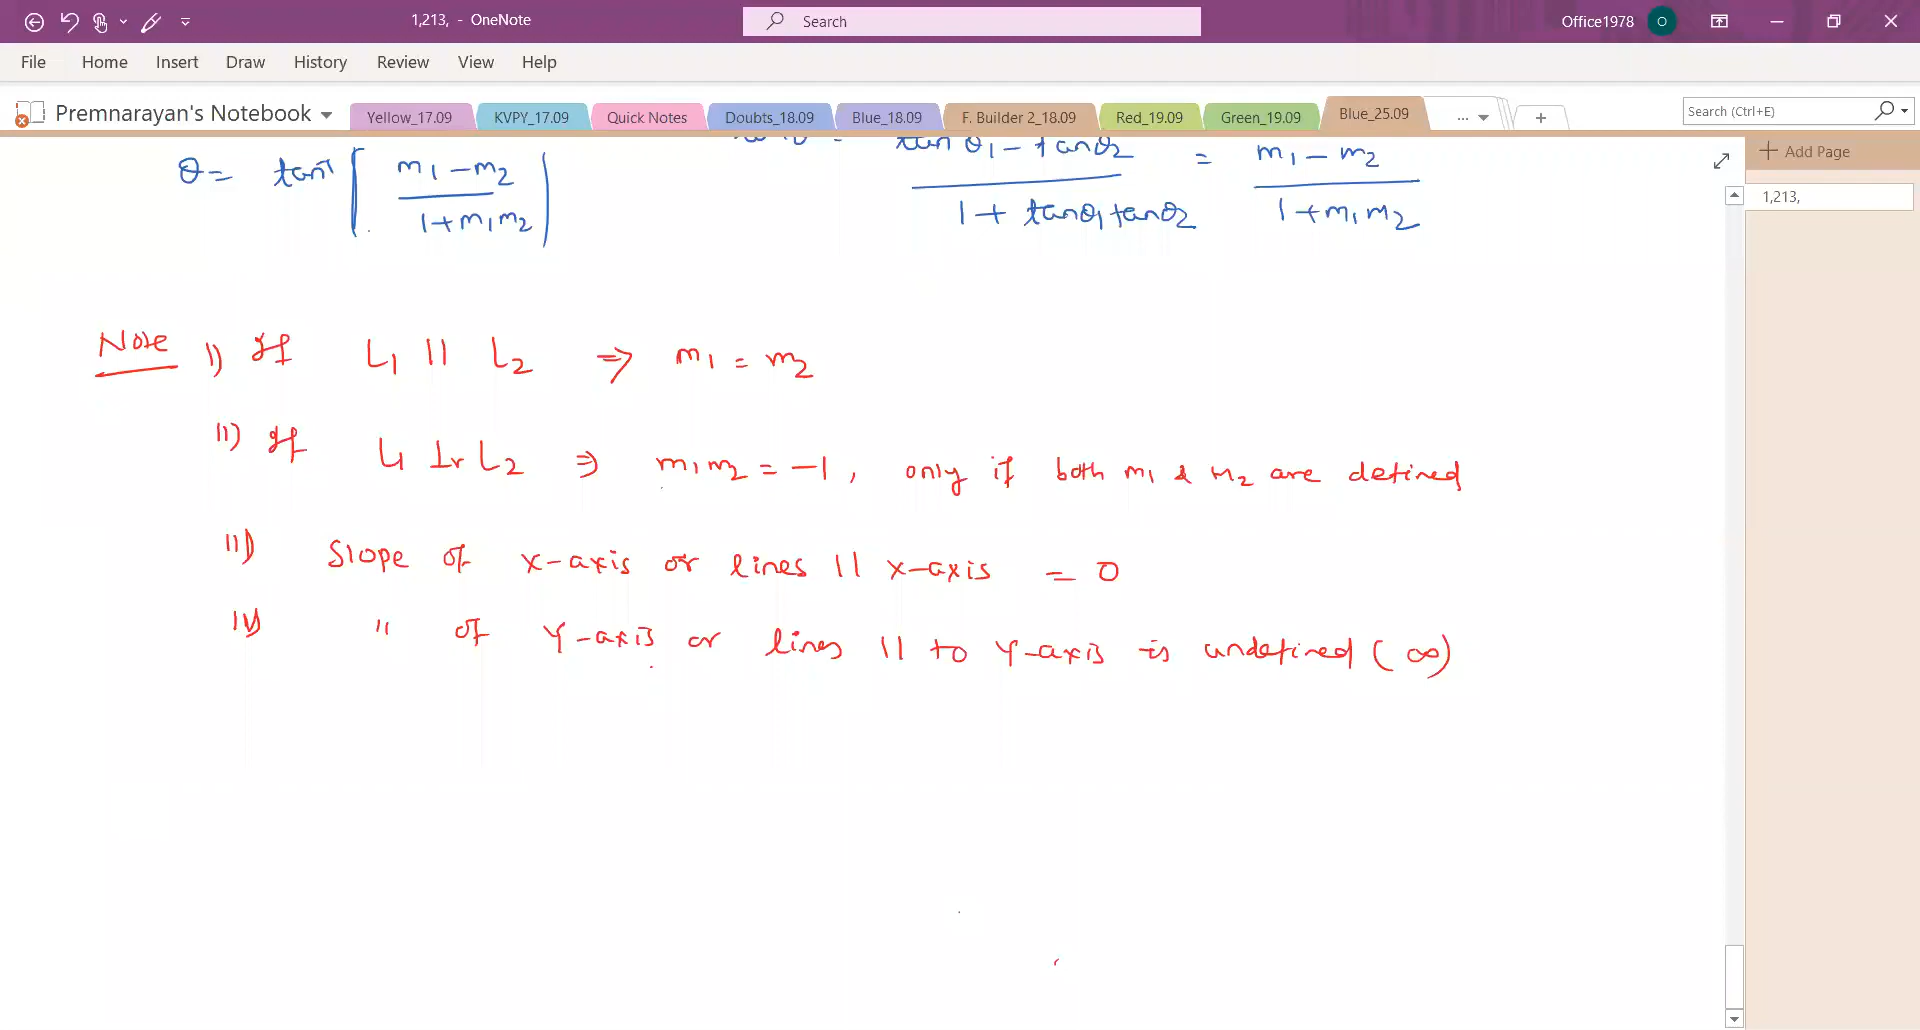 1,213, - OneNote
Search
Office1978
O
File Home Insert Draw History Review View Help
Premnarayan's Notebook
Yellow_17.09 KVPY_17.09 Quick Notes Doubts_18.09 Blue_18.09 F. Builder 2_18.09 Red_19.09 Green_19.09 Blue_25.09 ... +
Search (Ctrl+E)
Add Page
1,213,
θ = tan⁻¹ | (m₁ - m₂) / (1 + m₁m₂) |
= (tan θ₁ - tan θ₂) / (1 + tan θ₁ tan θ₂) = (m₁ - m₂) / (1 + m₁m₂)
Note 1) If L₁ || L₂ ⇒ m₁ = m₂
11) If L₁ ⊥r L₂ ⇒ m₁m₂ = -1, only if both m₁ & m₂ are defined
111) Slope of X-axis or lines || X-axis = 0
IV) " of Y-axis or lines || to Y-axis is undefined (∞)